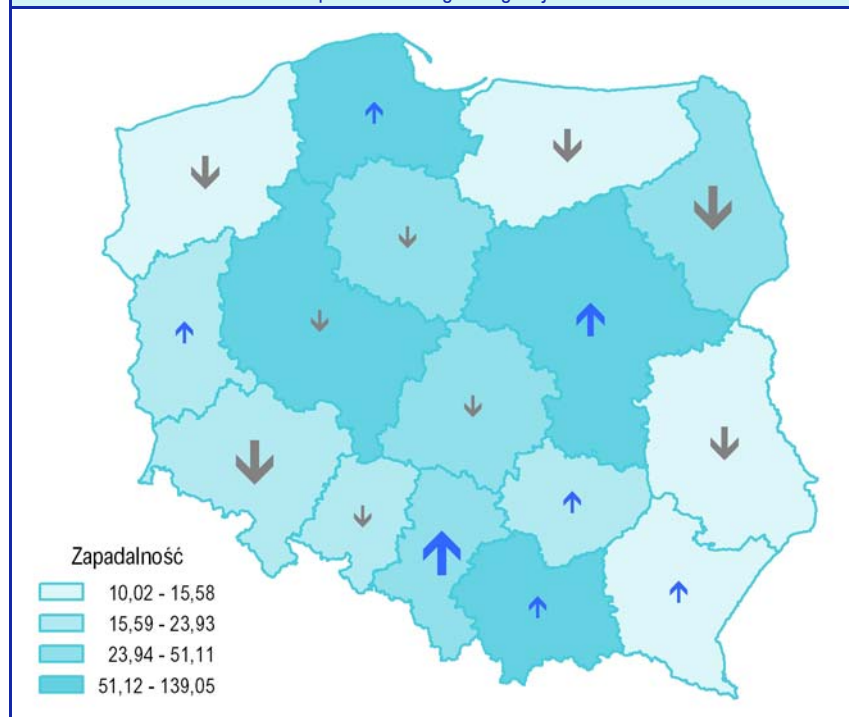 Zapadalność
10,02 - 15,58
15,59 - 23,93
23,94 - 51,11
51,12 - 139,05